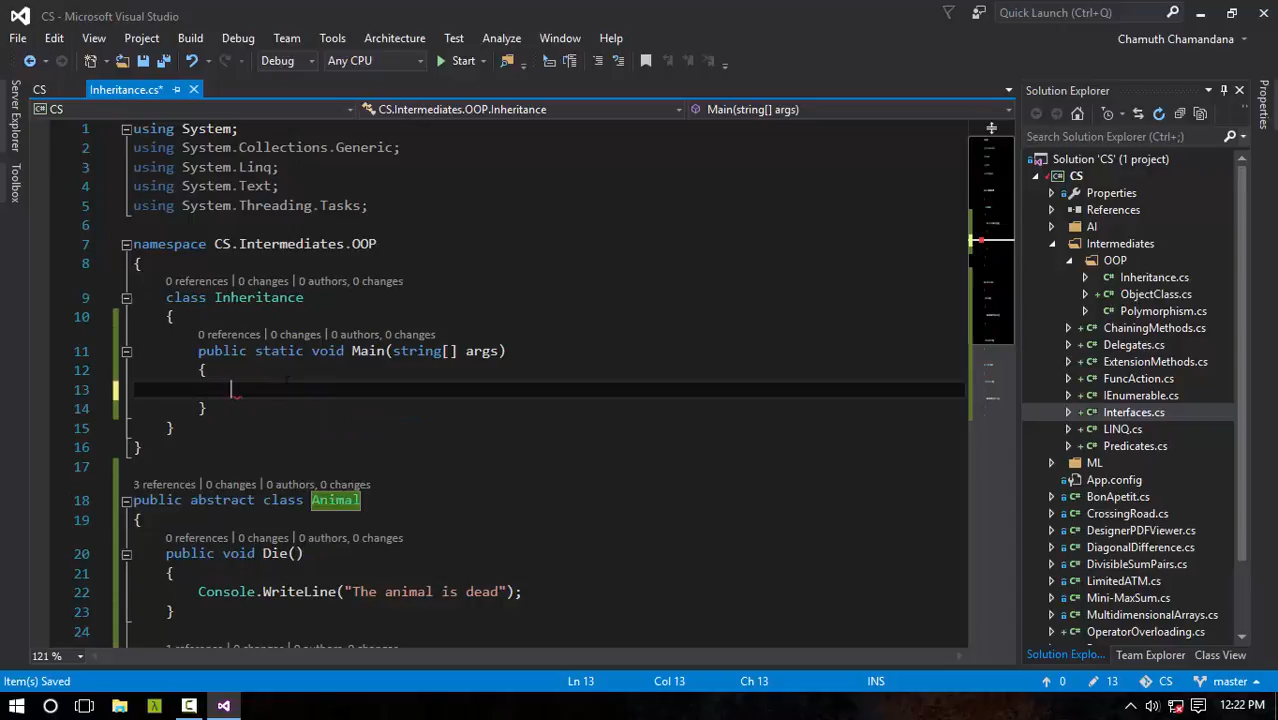 CS - Microsoft Visual Studio
Quick Launch (Ctrl+Q)
File Edit View Project Build Debug Team Tools Architecture Test Analyze Window Help
Chamuth Chamandana
Debug Any CPU Start
Server Explorer
Toolbox
CS Inheritance.cs*
CS CS.Intermediates.OOP.Inheritance Main(string[] args)
1 using System;
2 using System.Collections.Generic;
3 using System.Linq;
4 using System.Text;
5 using System.Threading.Tasks;
6
7 namespace CS.Intermediates.OOP
8 {
0 references | 0 changes | 0 authors, 0 changes
9 class Inheritance
10 {
0 references | 0 changes | 0 authors, 0 changes
11 public static void Main(string[] args)
12 {
13
14 }
15 }
16 }
17
3 references | 0 changes | 0 authors, 0 changes
18 public abstract class Animal
19 {
0 references | 0 changes | 0 authors, 0 changes
20 public void Die()
21 {
22 Console.WriteLine("The animal is dead");
23 }
24
121 %
Solution Explorer
Search Solution Explorer (Ctrl+;)
Solution 'CS' (1 project)
CS
Properties
References
AI
Intermediates
OOP
Inheritance.cs
ObjectClass.cs
Polymorphism.cs
ChainingMethods.cs
Delegates.cs
ExtensionMethods.cs
FuncAction.cs
IEnumerable.cs
Interfaces.cs
LINQ.cs
Predicates.cs
ML
App.config
BonApetit.cs
CrossingRoad.cs
DesignerPDFViewer.cs
DiagonalDifference.cs
DivisibleSumPairs.cs
LimitedATM.cs
Mini-MaxSum.cs
MultidimensionalArrays.cs
OperatorOverloading.cs
Solution Explo... Team Explorer Class View
Properties
Item(s) Saved Ln 13 Col 13 Ch 13 INS 0 13 CS master
12:22 PM